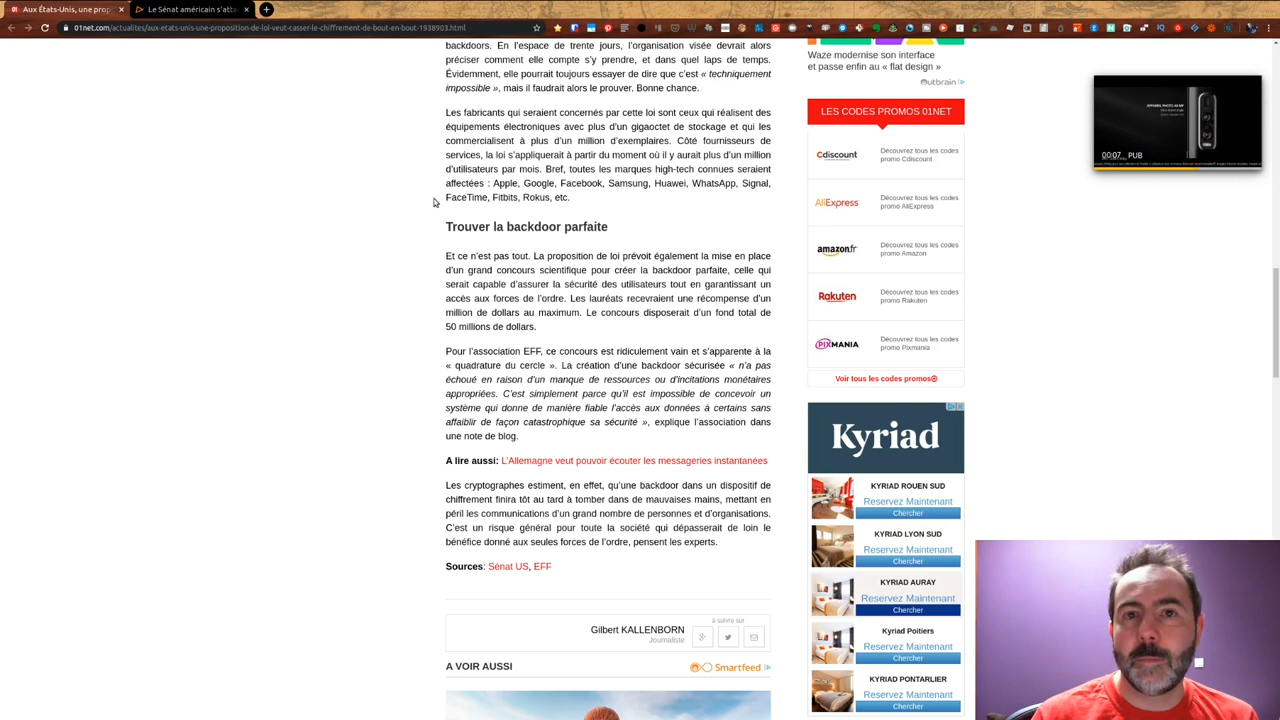 Aux États-Unis, une propo
Le Sénat américain s'atta
01net.com/actualites/aux-etats-unis-une-proposition-de-loi-veut-casser-le-chiffrement-de-bout-en-bout-1938903.html
backdoors. En l'espace de trente jours, l'organisation visée devrait alors
préciser comment elle compte s'y prendre, et dans quel laps de temps.
Évidemment, elle pourrait toujours essayer de dire que c'est « techniquement
impossible », mais il faudrait alors le prouver. Bonne chance.
Les fabricants qui seraient concernés par cette loi sont ceux qui réalisent des
équipements électroniques avec plus d'un gigaoctet de stockage et qui les
commercialisent à plus d'un million d'exemplaires. Côté fournisseurs de
services, la loi s'appliquerait à partir du moment où il y aurait plus d'un million
d'utilisateurs par mois. Bref, toutes les marques high-tech connues seraient
affectées : Apple, Google, Facebook, Samsung, Huawei, WhatsApp, Signal,
FaceTime, Fitbits, Rokus, etc.
Trouver la backdoor parfaite
Et ce n'est pas tout. La proposition de loi prévoit également la mise en place
d'un grand concours scientifique pour créer la backdoor parfaite, celle qui
serait capable d'assurer la sécurité des utilisateurs tout en garantissant un
accès aux forces de l'ordre. Les lauréats recevraient une récompense d'un
million de dollars au maximum. Le concours disposerait d'un fond total de
50 millions de dollars.
Pour l'association EFF, ce concours est ridiculement vain et s'apparente à la
« quadrature du cercle ». La création d'une backdoor sécurisée « n'a pas
échoué en raison d'un manque de ressources ou d'incitations monétaires
appropriées. C'est simplement parce qu'il est impossible de concevoir un
système qui donne de manière fiable l'accès aux données à certains sans
affaiblir de façon catastrophique sa sécurité », explique l'association dans
une note de blog.
A lire aussi: L'Allemagne veut pouvoir écouter les messageries instantanées
Les cryptographes estiment, en effet, qu'une backdoor dans un dispositif de
chiffrement finira tôt au tard à tomber dans de mauvaises mains, mettant en
péril les communications d'un grand nombre de personnes et d'organisations.
C'est un risque général pour toute la société qui dépasserait de loin le
bénéfice donné aux seules forces de l'ordre, pensent les experts.
Sources: Sénat US, EFF
à suivre sur
Gilbert KALLENBORN
Journaliste
A VOIR AUSSI
Smartfeed
Waze modernise son interface
et passe enfin au « flat design »
Outbrain
LES CODES PROMOS 01NET
Cdiscount
Découvrez tous les codes
promo Cdiscount
AliExpress
Découvrez tous les codes
promo AliExpress
amazon.fr
Découvrez tous les codes
promo Amazon
Rakuten
Découvrez tous les codes
promo Rakuten
PIXMANIA
Découvrez tous les codes
promo Pixmania
Voir tous les codes promos
Kyriad
KYRIAD ROUEN SUD
Reservez Maintenant
Chercher
KYRIAD LYON SUD
Reservez Maintenant
Chercher
KYRIAD AURAY
Reservez Maintenant
Chercher
Kyriad Poitiers
Reservez Maintenant
Chercher
KYRIAD PONTARLIER
Reservez Maintenant
Chercher
APPAREIL PHOTO 48 MP
00:07 PUB